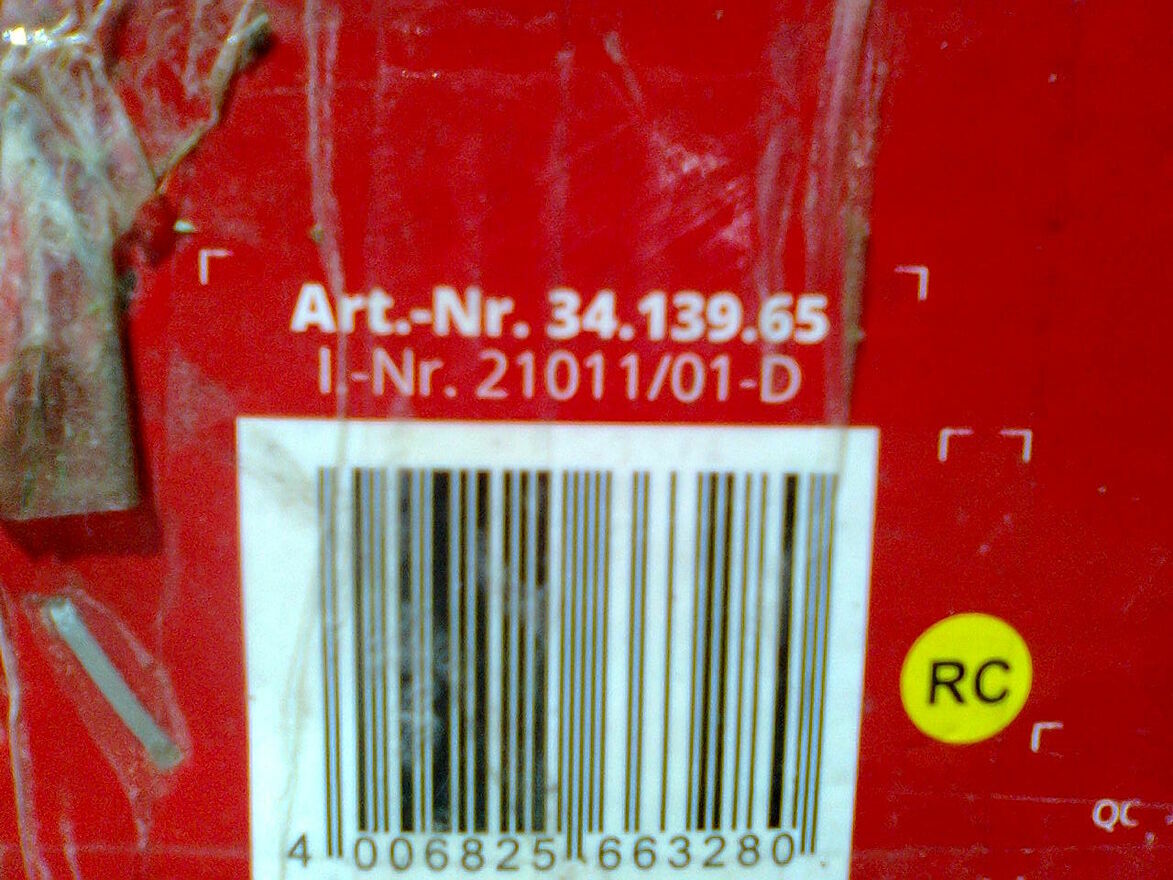 Art.-Nr. 34.139.65
I.-Nr. 21011/01-D
RC
QC
4 006825 663280